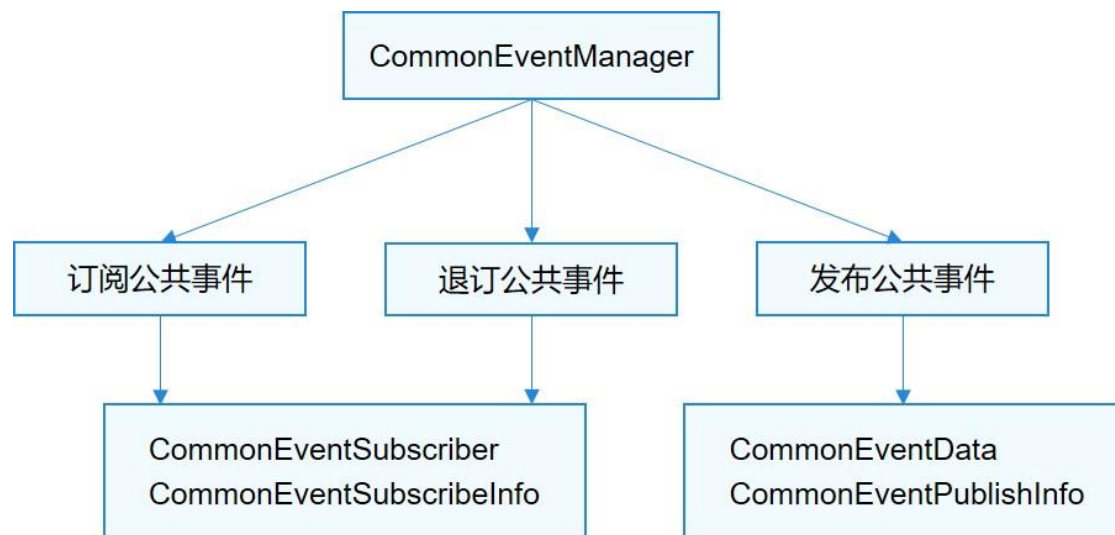 CommonEventManager
订阅公共事件
退订公共事件
发布公共事件
CommonEventSubscriber
CommonEventSubscribeInfo
CommonEventData
CommonEventPublishInfo